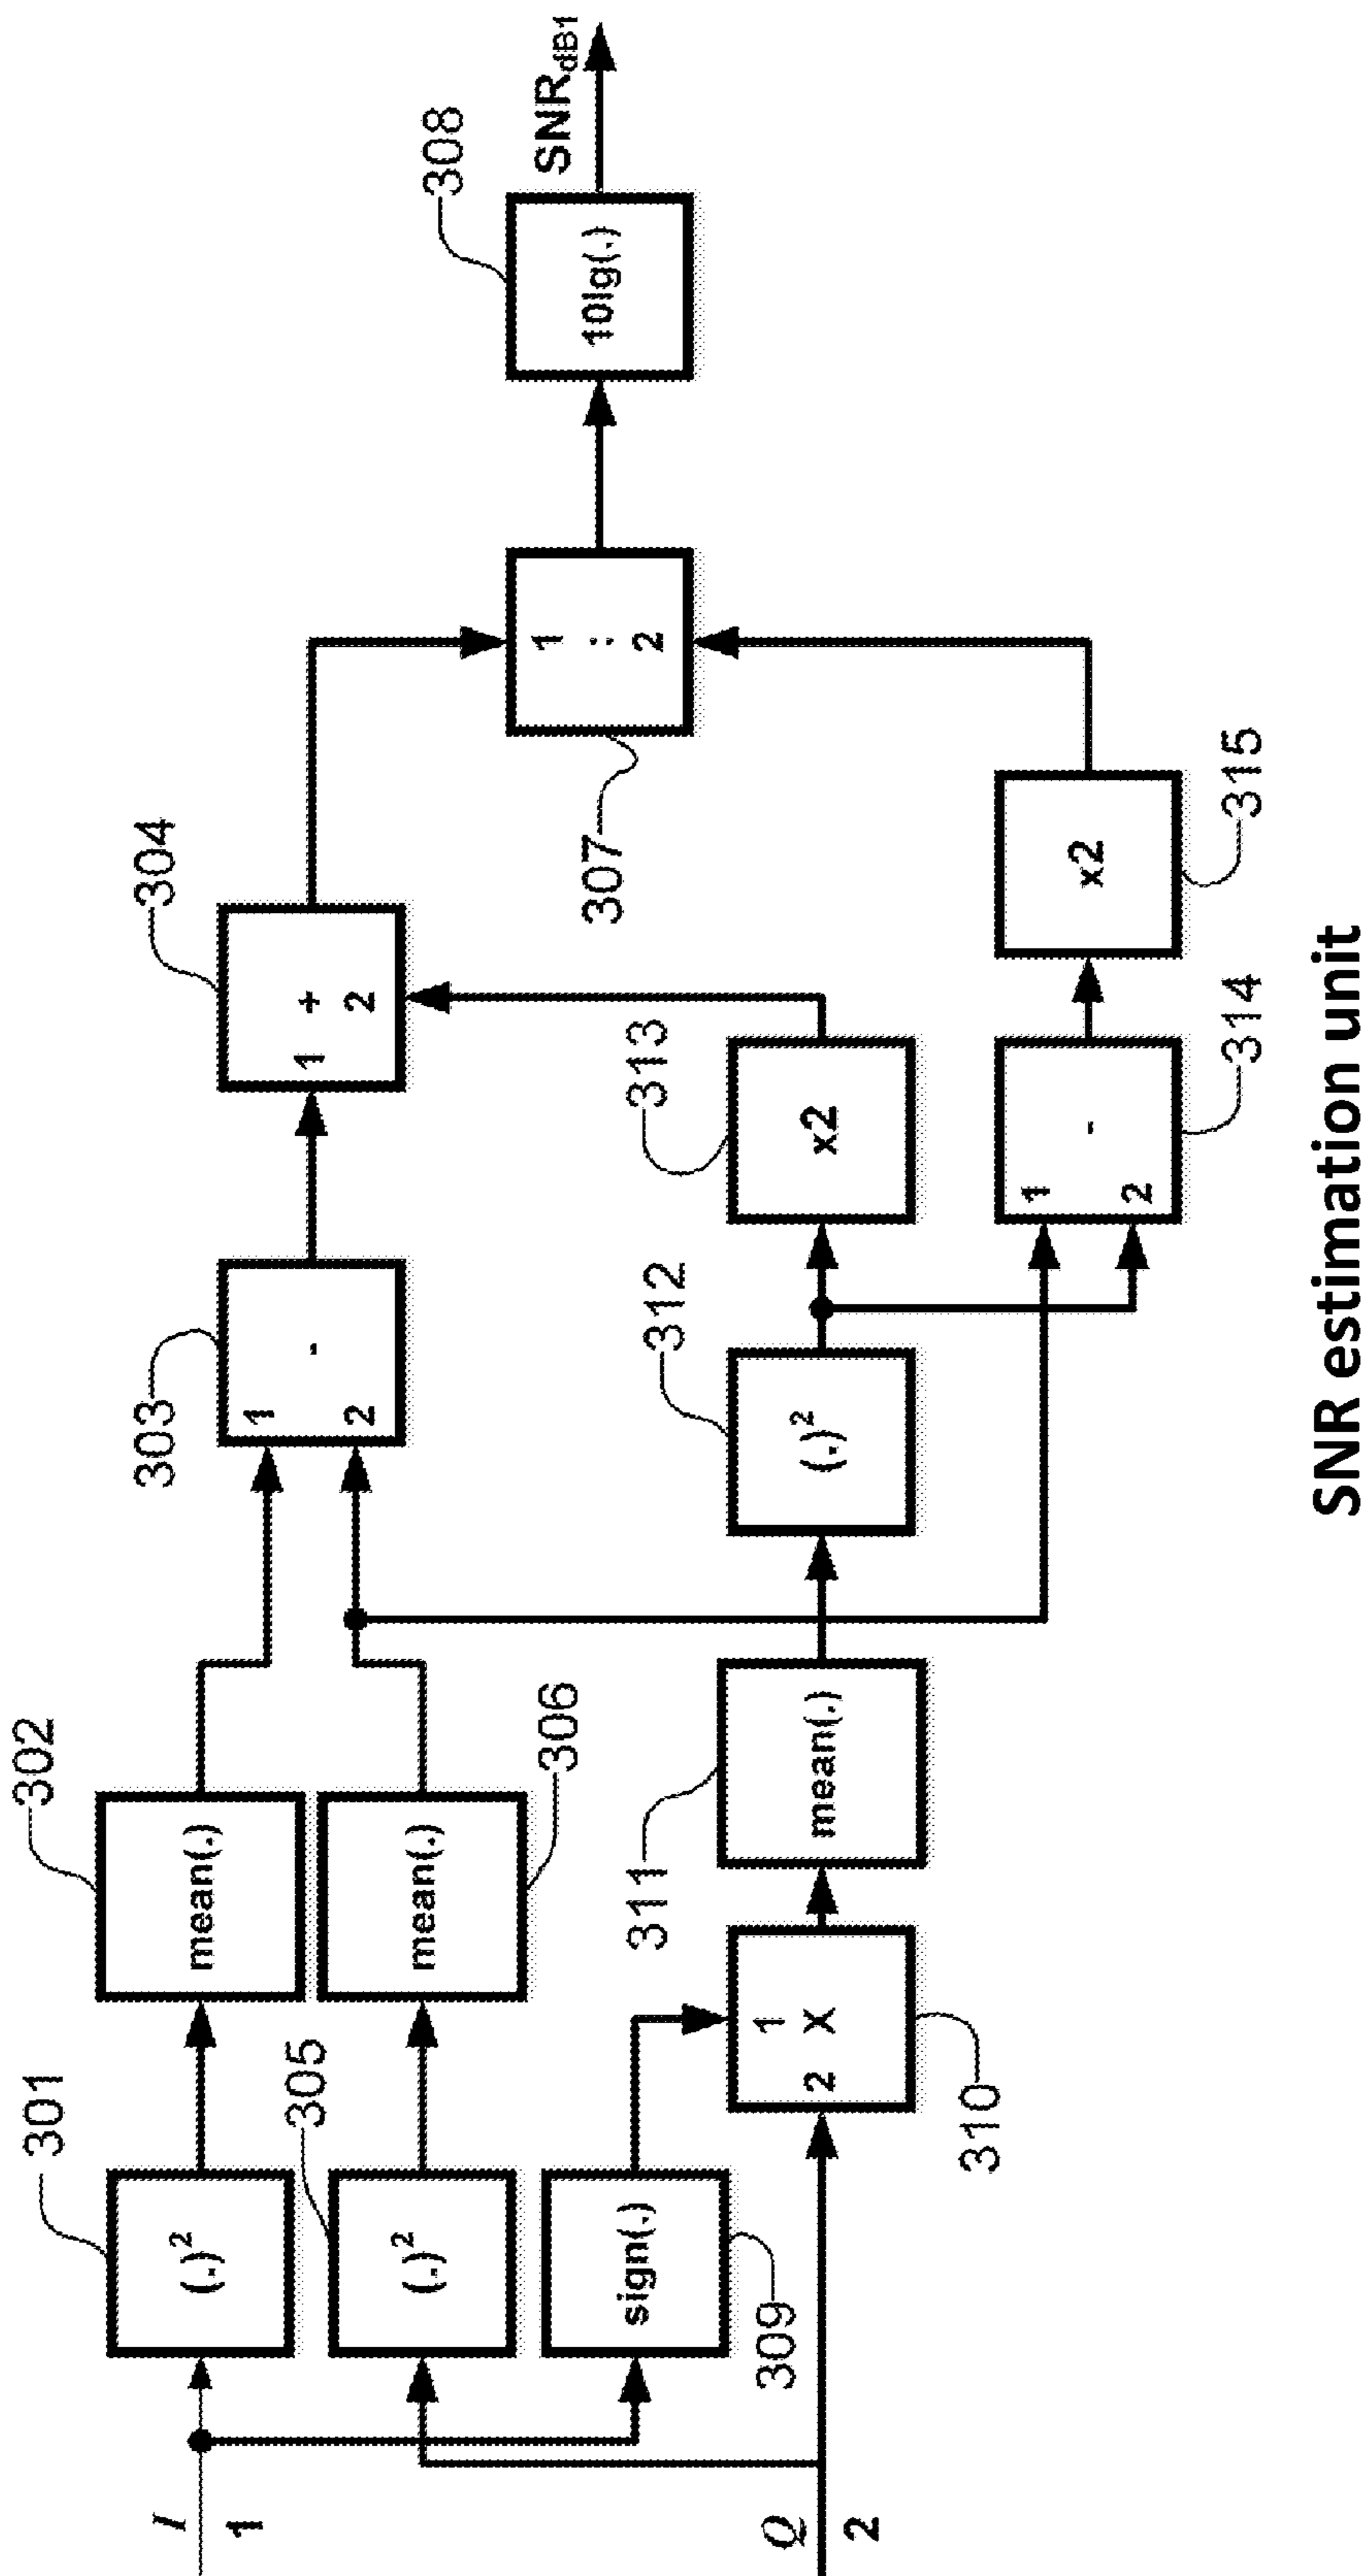 I
1
Q
2
301
(.)²
302
mean(.)
303
1
-
2
304
1 +
2
305
(.)²
306
mean(.)
307
1
:
2
308
10lg(.)
SNRdB1
309
sign(.)
310
1
2 X
311
mean(.)
312
(.)²
313
x2
314
1
-
2
315
x2
SNR estimation unit